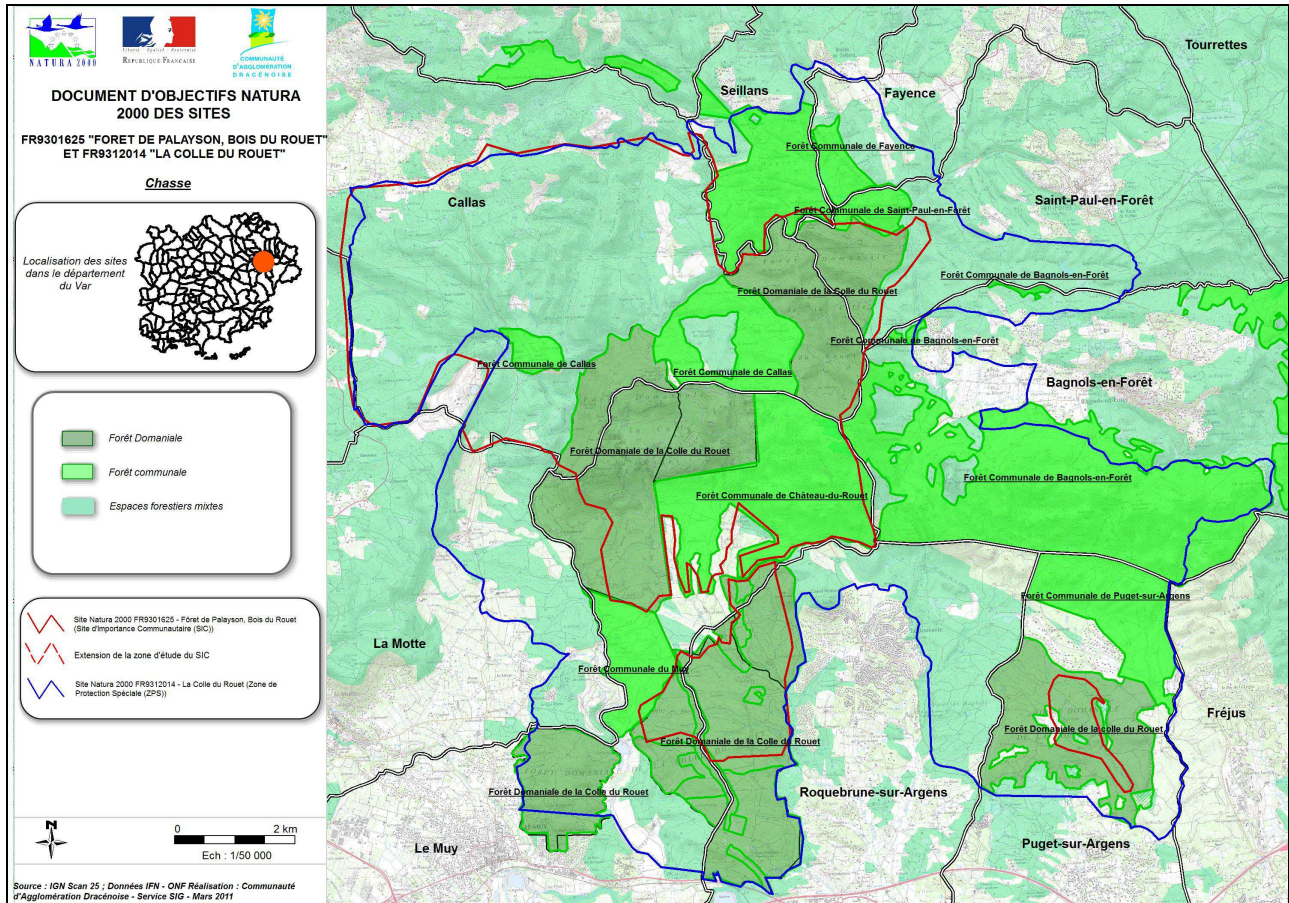 NATURA 2000
Liberté • Égalité • Fraternité
RÉPUBLIQUE FRANÇAISE
COMMUNAUTÉ
D'AGGLOMÉRATION
DRACÉNOISE
DOCUMENT D'OBJECTIFS NATURA
2000 DES SITES
FR9301625 "FORET DE PALAYSON, BOIS DU ROUET"
ET FR9312014 "LA COLLE DU ROUET"
Chasse
Localisation des sites
dans le département
du Var
Forêt Domaniale
Forêt communale
Espaces forestiers mixtes
Site Natura 2000 FR9301625 - Fôret de Palayson, Bois du Rouet
(Site d'Importance Communautaire (SIC))
Extension de la zone d'étude du SIC
Site Natura 2000 FR9312014 - La Colle du Rouet (Zone de
Protection Spéciale (ZPS))
N
0 2 km
Ech : 1/50 000
Source : IGN Scan 25 ; Données IFN - ONF Réalisation : Communauté
d'Agglomération Dracénoise - Service SIG - Mars 2011
Tourrettes
Seillans
Fayence
Forêt Communale de Fayence
Callas
Saint-Paul-en-Forêt
Forêt Communale de Saint-Paul-en-Forêt
Forêt Communale de Bagnols-en-Forêt
Forêt Domaniale de la Colle du Rouet
Forêt Communale de Bagnols-en-Forêt
Forêt Communale de Callas
Forêt Communale de Callas
Bagnols-en-Forêt
Forêt Domaniale de la Colle du Rouet
Forêt Communale de Bagnols-en-Forêt
Forêt Communale de Château-du-Rouet
Forêt Communale de Puget-sur-Argens
La Motte
Forêt Communale du Muy
Fréjus
Forêt Domaniale de la colle du Rouet
Forêt Domaniale de la Colle du Rouet
Forêt Domaniale de la Colle du Rouet
Roquebrune-sur-Argens
Le Muy
Puget-sur-Argens